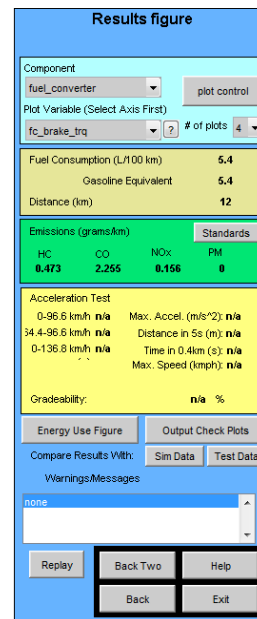 Results figure
Component
fuel_converter
plot control
Plot Variable (Select Axis First)
fc_brake_trq ? # of plots 4
Fuel Consumption (L/100 km) 5.4
Gasoline Equivalent 5.4
Distance (km) 12
Emissions (grams/km) Standards
HC CO NOx PM
0.473 2.255 0.156 0
Acceleration Test
0-96.6 km/h n/a Max. Accel. (m/s^2): n/a
64.4-96.6 km/h n/a Distance in 5s (m): n/a
0-136.8 km/h n/a Time in 0.4km (s): n/a
Max. Speed (kmph): n/a
Gradeability: n/a %
Energy Use Figure Output Check Plots
Compare Results With: Sim Data Test Data
Warnings/Messages
none
Replay Back Two Help
Back Exit